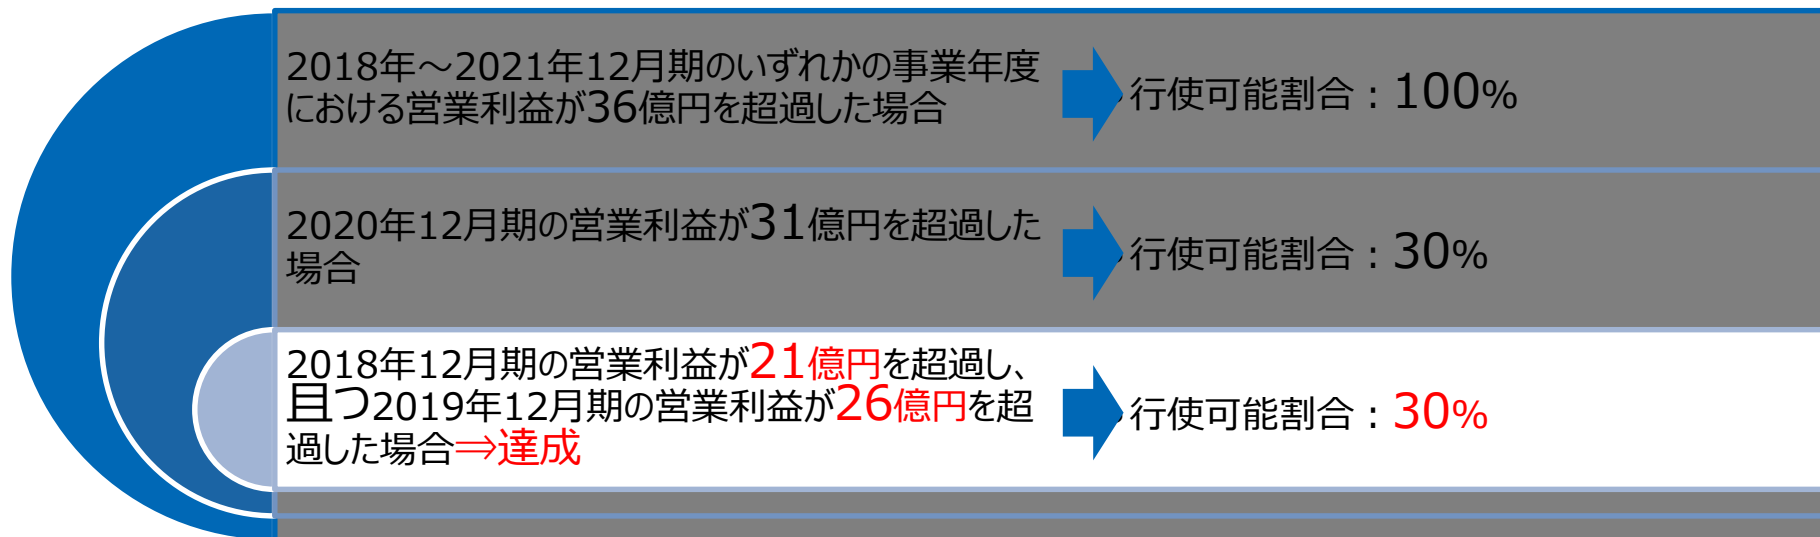 2018年～2021年12月期のいずれかの事業年度
における営業利益が36億円を超過した場合
行使可能割合：100%
2020年12月期の営業利益が31億円を超過した
場合
行使可能割合：30%
2018年12月期の営業利益が21億円を超過し、
且つ2019年12月期の営業利益が26億円を超
過した場合⇒達成
行使可能割合：30%